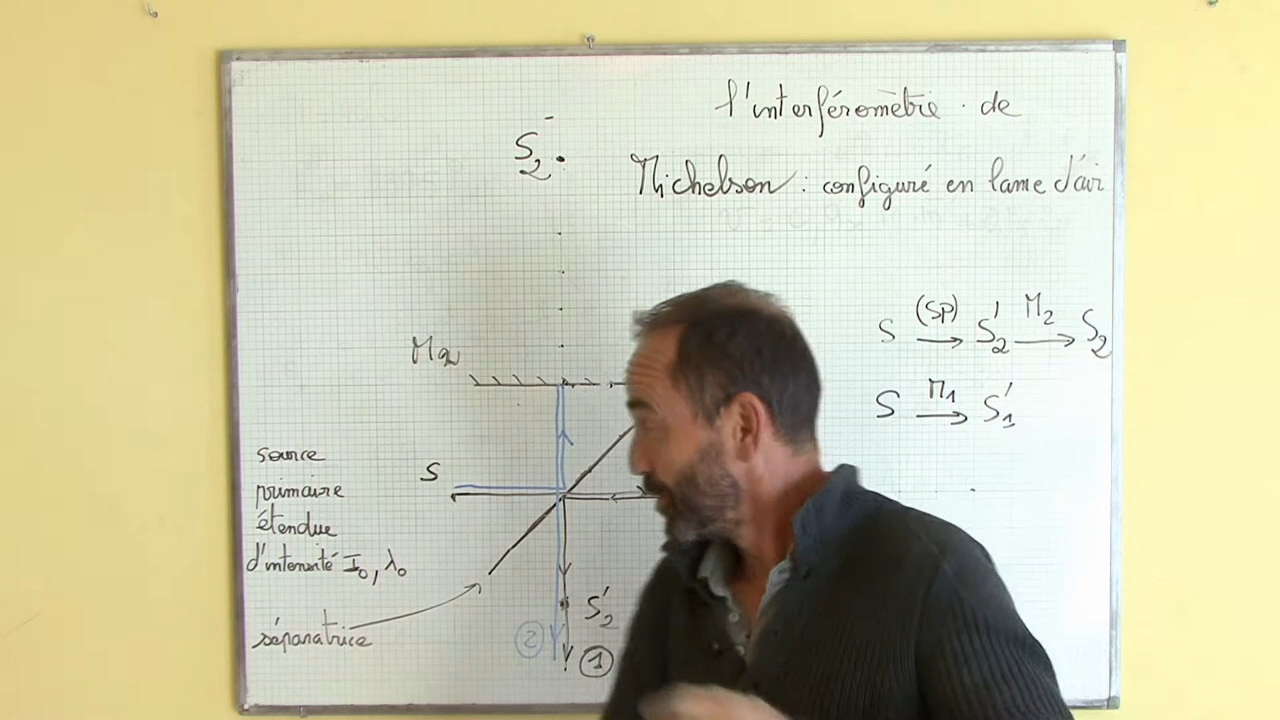 l'interféromètre de
Michelson : configuré en lame d'air
S₂
M₂
S (SP) → S'₂ M₂ → S₂
S M₁ → S'₁
source
primaire
étendue
d'intensité I₀, λ₀
S
séparatrice
S'₂
② ①